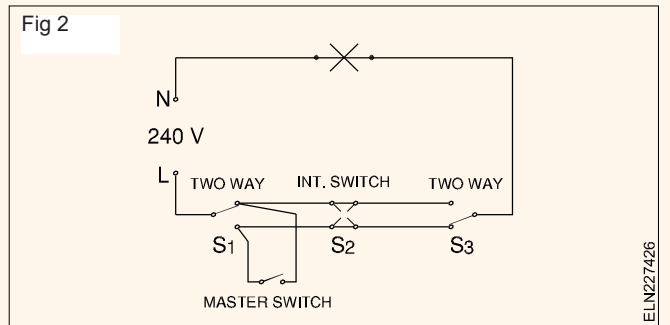 Fig 2
N
240 V
L
TWO WAY
INT. SWITCH
TWO WAY
S1
S2
S3
MASTER SWITCH
ELN227426